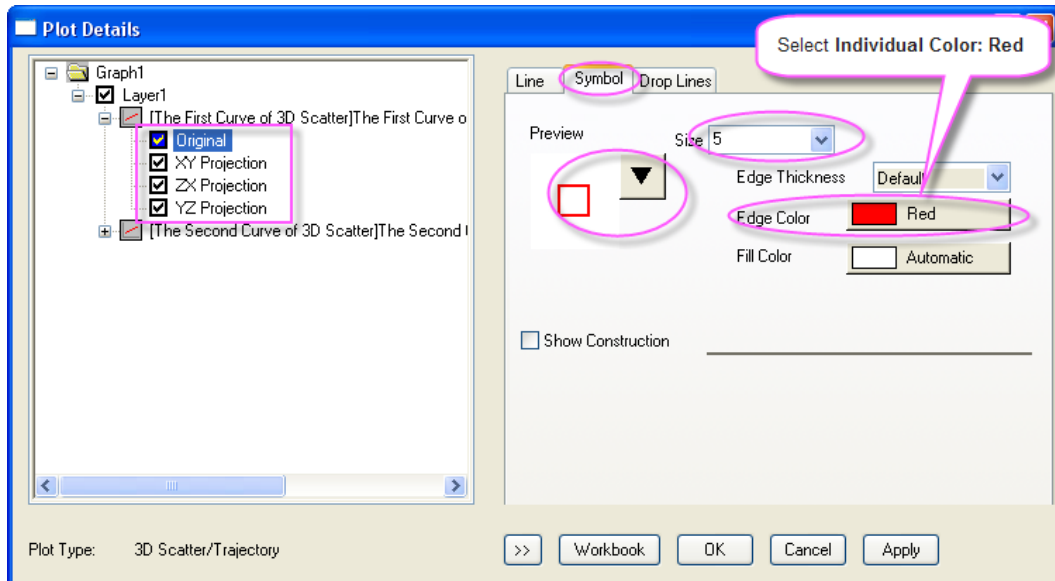 Plot Details
Select Individual Color: Red
Graph1
Layer1
[The First Curve of 3D Scatter]The First Curve o
Original
XY Projection
ZX Projection
YZ Projection
[The Second Curve of 3D Scatter]The Second
Line
Symbol
Drop Lines
Preview
Size 5
Edge Thickness Default
Edge Color Red
Fill Color Automatic
Show Construction
Plot Type: 3D Scatter/Trajectory
>> Workbook OK Cancel Apply